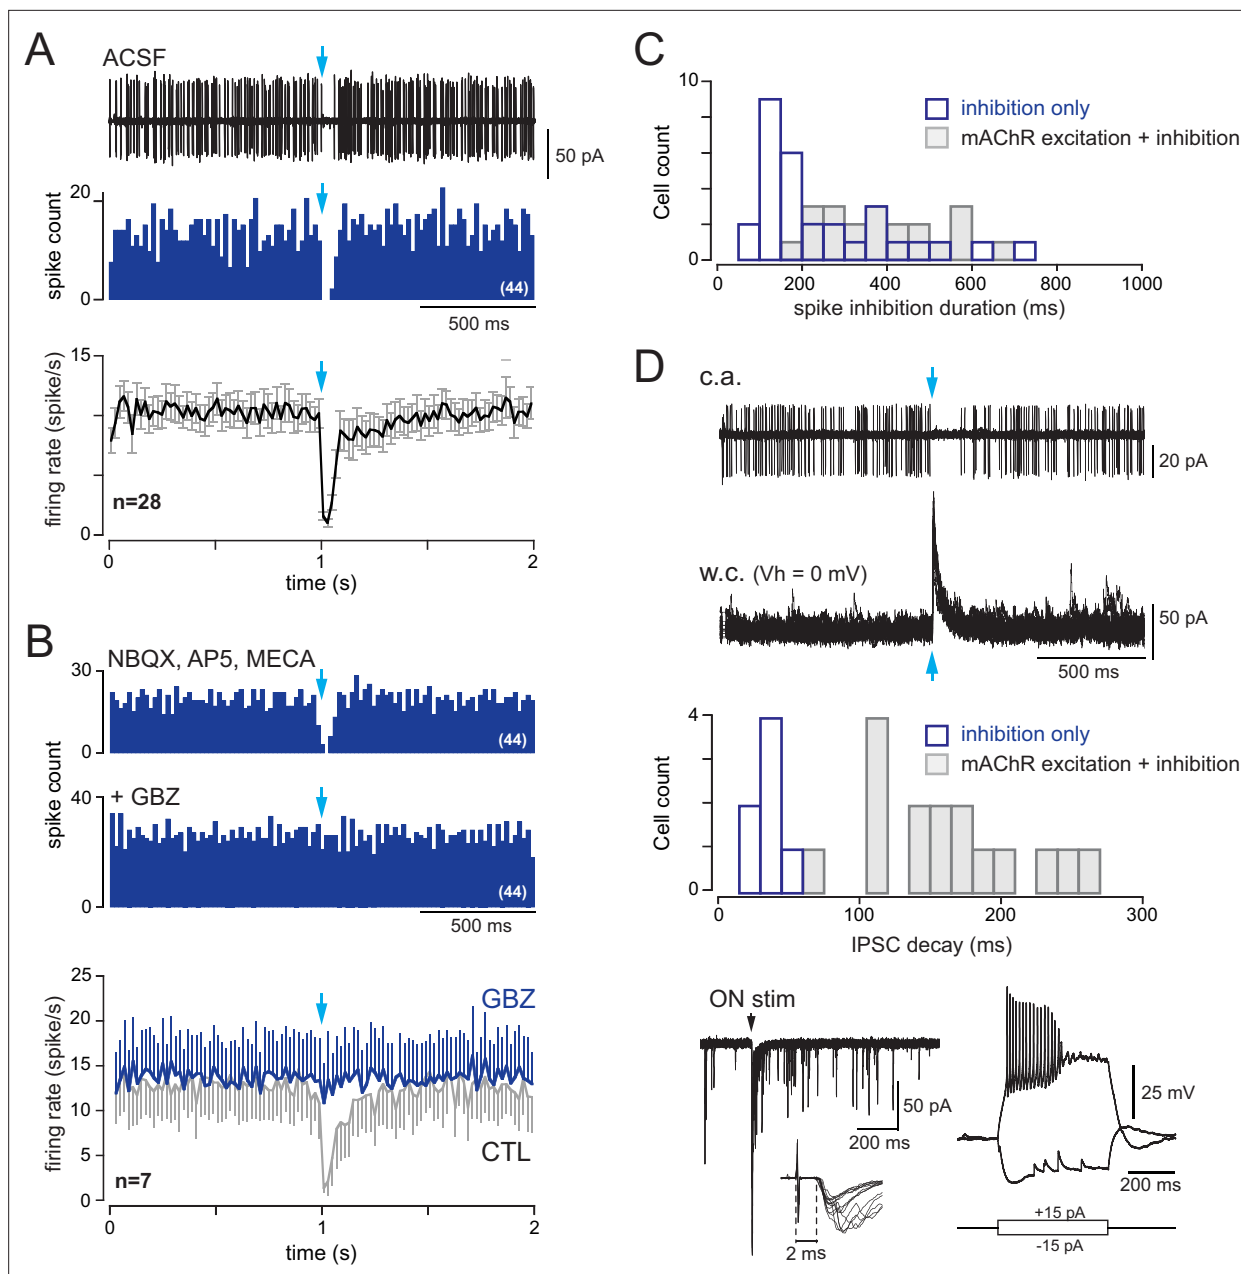 A
ACSF
50 pA
20
spike count
0
(44)
500 ms
15
firing rate (spike/s)
0
n=28
0
1
2
time (s)
B
NBQX, AP5, MECA
30
0
(44)
spike count
+ GBZ
40
0
(44)
500 ms
25
20
15
10
5
0
firing rate (spike/s)
GBZ
CTL
n=7
0
1
2
time (s)
C
10
Cell count
0
inhibition only
mAChR excitation + inhibition
0
200
400
600
800
1000
spike inhibition duration (ms)
D
c.a.
20 pA
w.c. (Vh = 0 mV)
50 pA
500 ms
4
Cell count
0
inhibition only
mAChR excitation + inhibition
0
100
200
300
IPSC decay (ms)
ON stim
50 pA
200 ms
2 ms
25 mV
200 ms
+15 pA
-15 pA